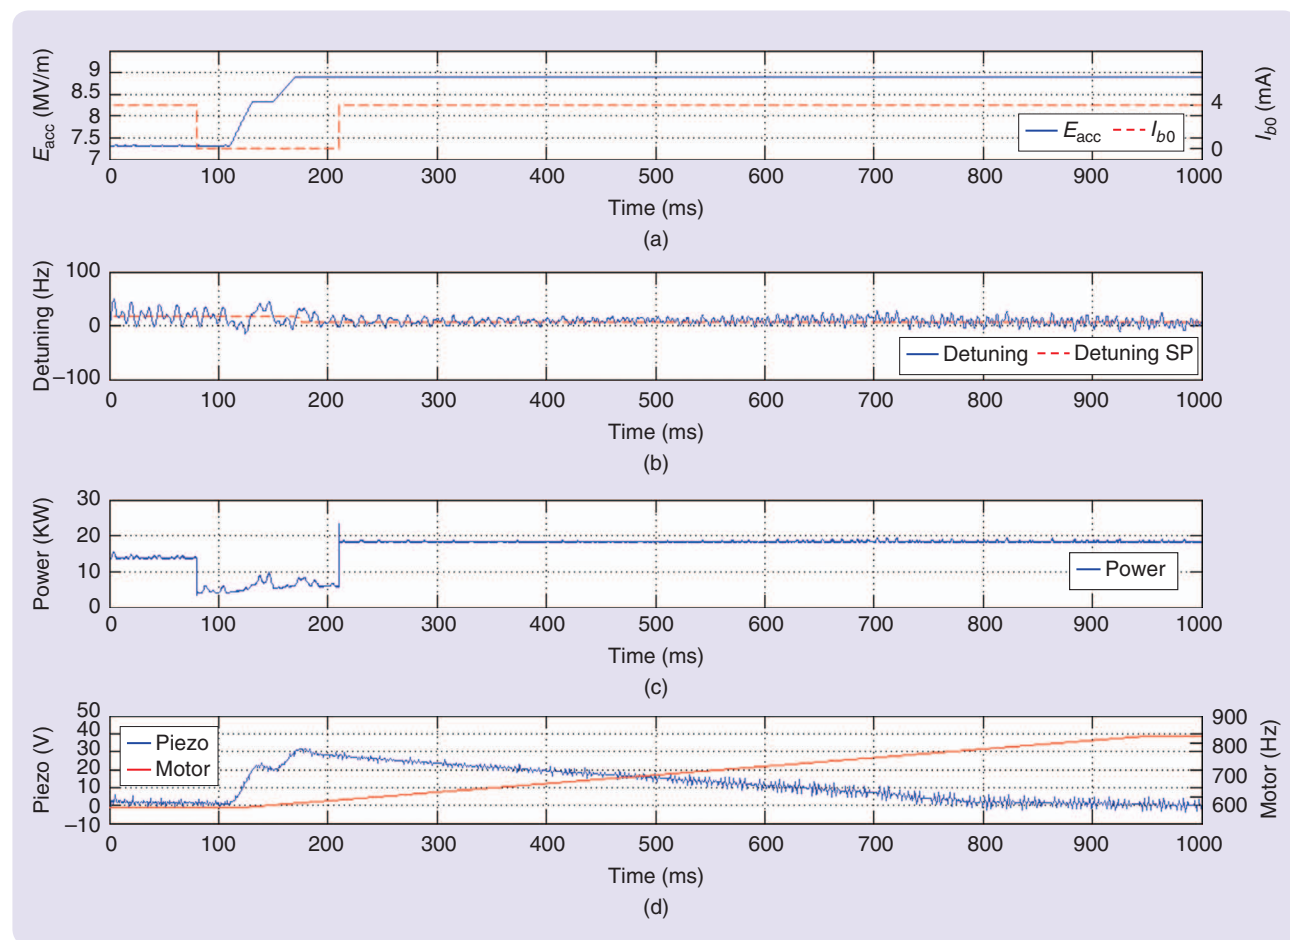 9
8.5
8
7.5
7
E_acc (MV/m)
4
0
I_b0 (mA)
E_acc I_b0
0 100 200 300 400 500 600 700 800 900 1000
Time (ms)
(a)
100
0
−100
Detuning (Hz)
Detuning Detuning SP
0 100 200 300 400 500 600 700 800 900 1000
Time (ms)
(b)
30
20
10
0
Power (KW)
Power
0 100 200 300 400 500 600 700 800 900 1000
Time (ms)
(c)
50
40
30
20
10
0
−10
Piezo (V)
Piezo
Motor
900
800
700
600
Motor (Hz)
0 100 200 300 400 500 600 700 800 900 1000
Time (ms)
(d)